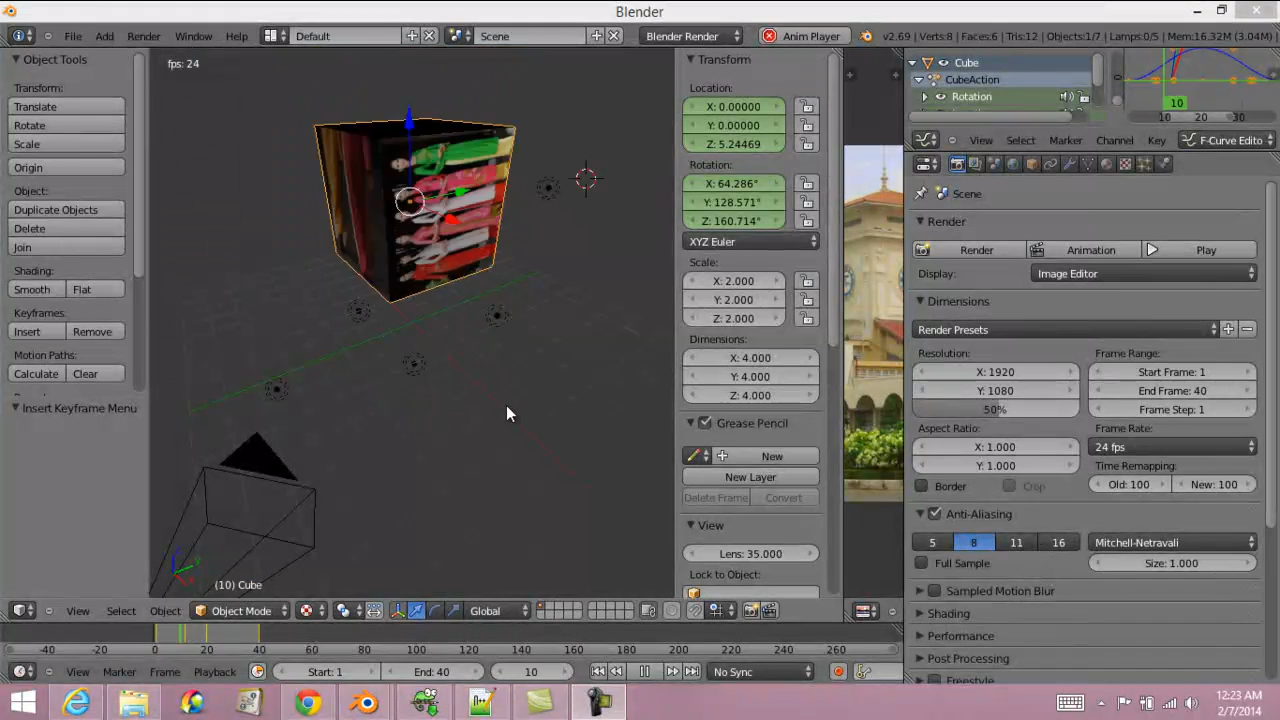 Blender
File Add Render Window Help Default Scene Blender Render Anim Player v2.69 | Verts:8 | Faces:6 | Tris:12 | Objects:1/7 | Lamps:0/5 | Mem:16.32M (3.04M)
Object Tools
Transform:
Translate
Rotate
Scale
Origin
Object:
Duplicate Objects
Delete
Join
Shading:
Smooth Flat
Keyframes:
Insert Remove
Motion Paths:
Calculate Clear
Insert Keyframe Menu
fps: 24
(10) Cube
Transform
Location:
X: 0.00000
Y: 0.00000
Z: 5.24469
Rotation:
X: 64.286°
Y: 128.571°
Z: 160.714°
XYZ Euler
Scale:
X: 2.000
Y: 2.000
Z: 2.000
Dimensions:
X: 4.000
Y: 4.000
Z: 4.000
Grease Pencil
New
New Layer
Delete Frame Convert
View
Lens: 35.000
Lock to Object:
Cube
CubeAction
Rotation
10
10 20 30
View Select Marker Channel Key F-Curve Edito
Scene
Render
Render Animation Play
Display: Image Editor
Dimensions
Render Presets
Resolution: Frame Range:
X: 1920 Start Frame: 1
Y: 1080 End Frame: 40
50% Frame Step: 1
Aspect Ratio: Frame Rate:
X: 1.000 24 fps
Y: 1.000 Time Remapping:
Border Crop Old: 100 New: 100
Anti-Aliasing
5 8 11 16 Mitchell-Netravali
Full Sample Size: 1.000
Sampled Motion Blur
Shading
Performance
Post Processing
Freestyle
View Select Object Object Mode Global
-40 -20 0 20 40 60 80 100 120 140 160 180 200 220 240 260
View Marker Frame Playback Start: 1 End: 40 10 No Sync
12:23 AM
2/7/2014